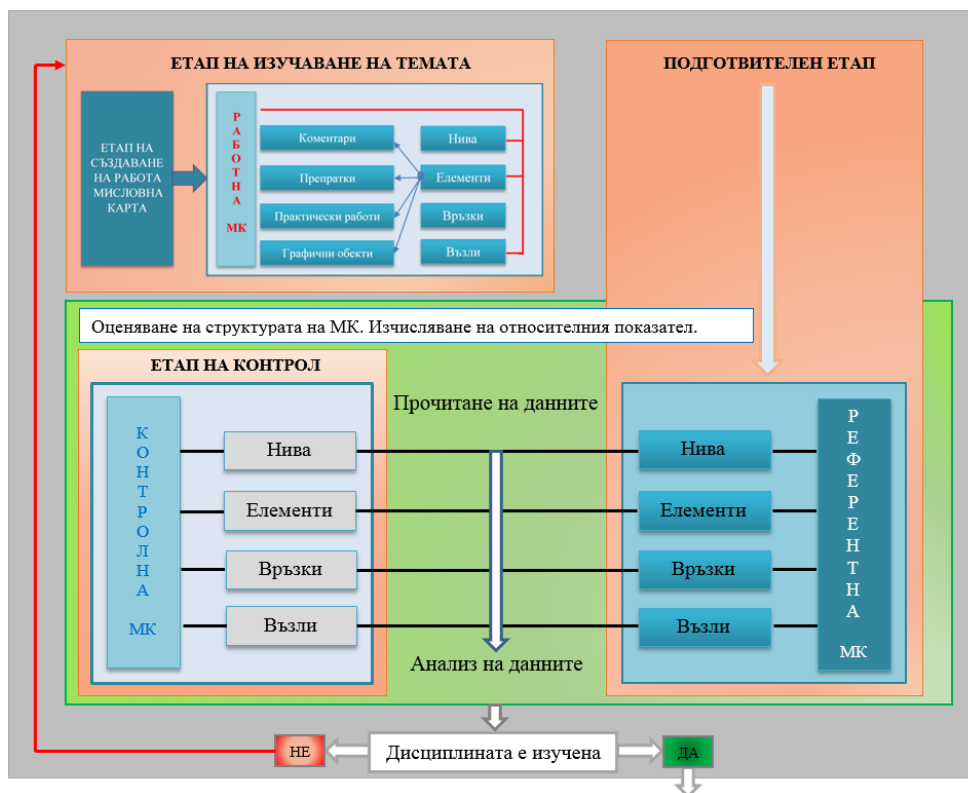 ЕТАП НА ИЗУЧАВАНЕ НА ТЕМАТА
ЕТАП НА
СЪЗДАВАНЕ
НА РАБОТА
МИСЛОВНА
КАРТА
РАБОТНА
МК
Коментари
Препратки
Практически работи
Графични обекти
Нива
Елементи
Връзки
Възли
ПОДГОТВИТЕЛЕН ЕТАП
Оценяване на структурата на МК. Изчисляване на относителния показател.
ЕТАП НА КОНТРОЛ
КОНТРОЛНА
МК
Нива
Елементи
Връзки
Възли
Прочитане на данните
Анализ на данните
Нива
Елементи
Връзки
Възли
РЕФЕРЕНТНА
МК
НЕ
Дисциплината е изучена
ДА